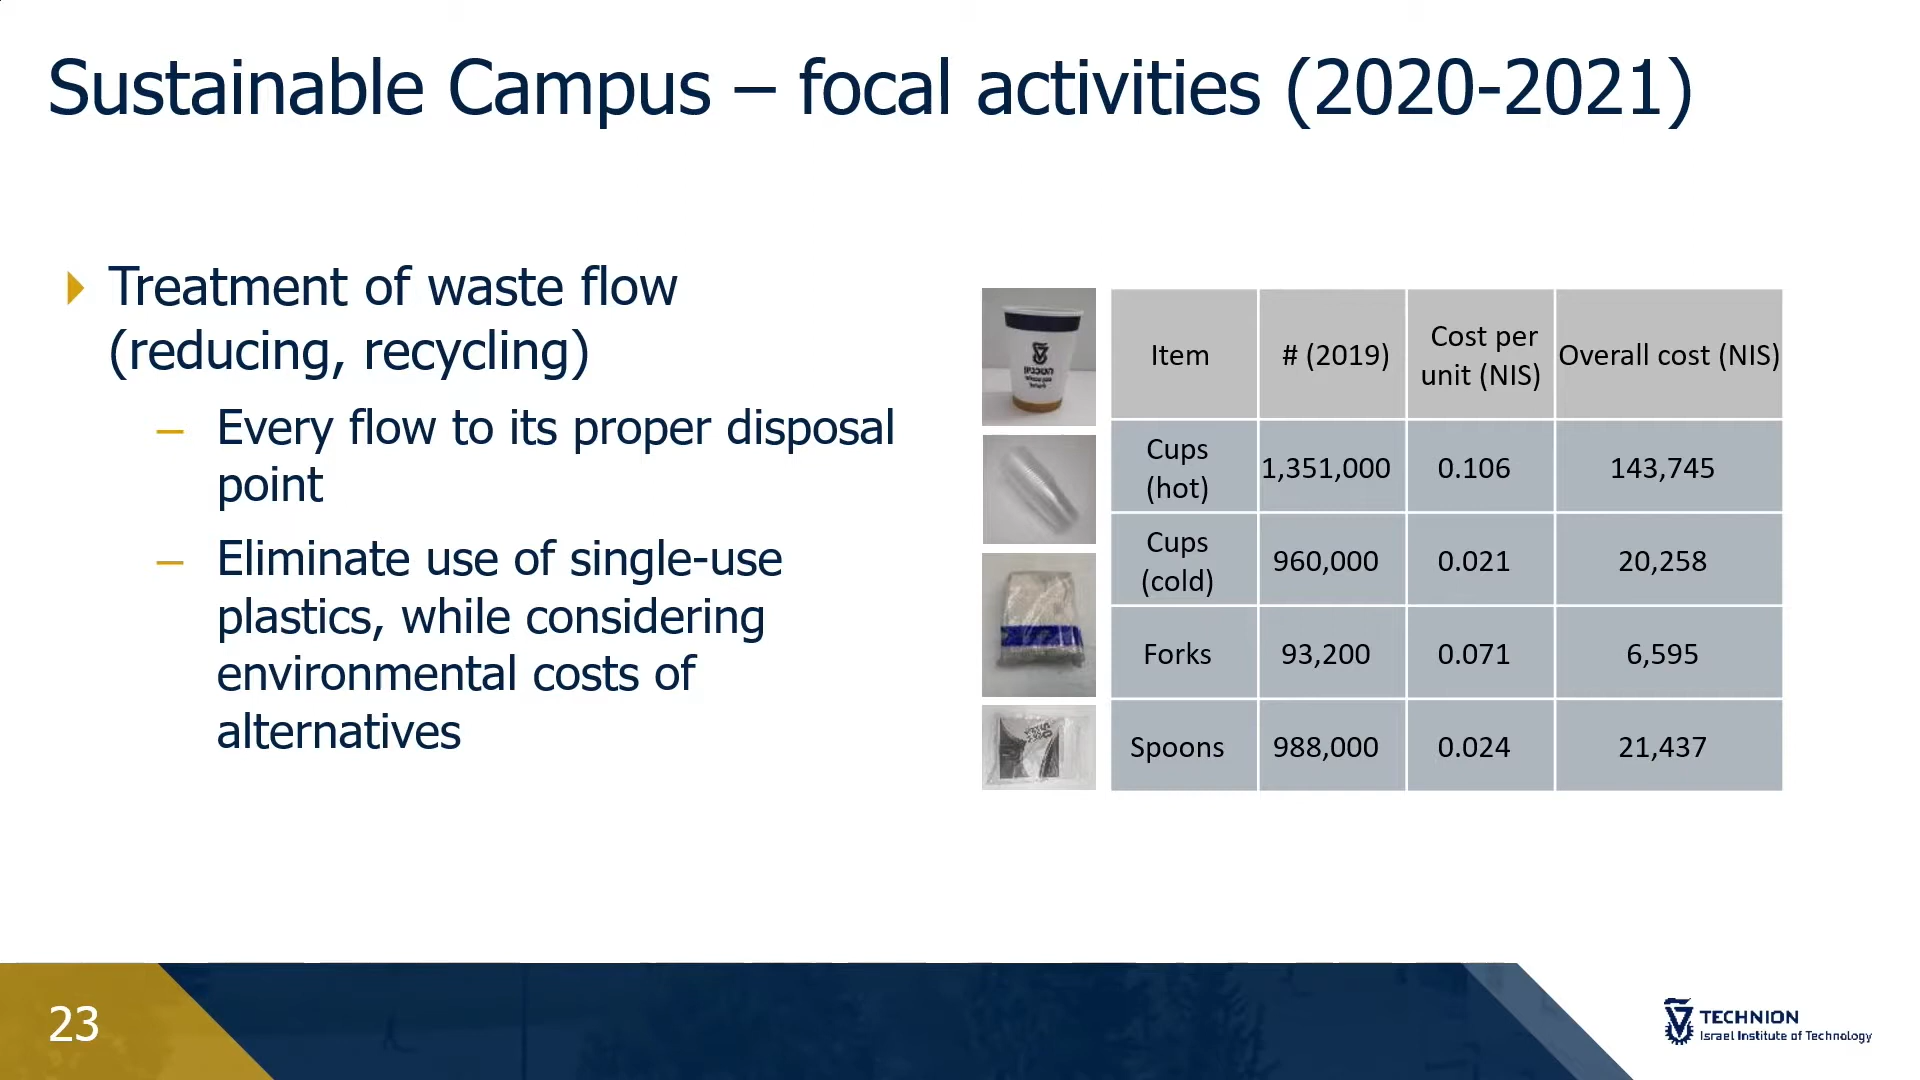 Sustainable Campus – focal activities (2020-2021)
Treatment of waste flow
(reducing, recycling)
– Every flow to its proper disposal
point
– Eliminate use of single-use
plastics, while considering
environmental costs of
alternatives
הטכניון
Item # (2019) Cost per unit (NIS) Overall cost (NIS)
Cups (hot) 1,351,000 0.106 143,745
Cups (cold) 960,000 0.021 20,258
Forks 93,200 0.071 6,595
Spoons 988,000 0.024 21,437
23
TECHNION
Israel Institute of Technology